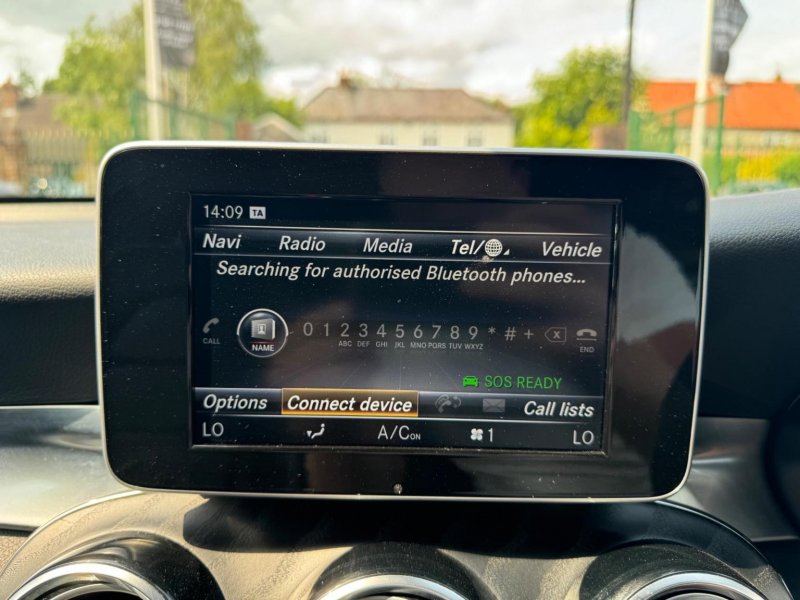 14:09 TA
Navi Radio Media Tel/ Vehicle
Searching for authorised Bluetooth phones...
CALL NAME 0 1 2 ABC 3 DEF 4 GHI 5 JKL 6 MNO 7 PQRS 8 TUV 9 WXYZ * # + X END
SOS READY
Options Connect device Call lists
LO A/C ON 1 LO